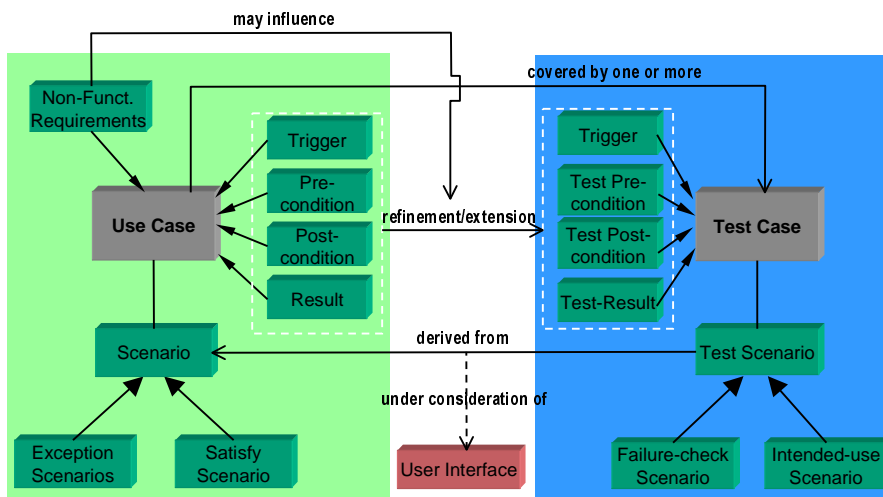 may influence
covered by one or more
Non-Funct.
Requirements
Trigger
Pre-
condition
Use Case
Post-
condition
Result
refinement/extension
Trigger
Test Pre-
condition
Test Post-
condition
Test-Result
Test Case
derived from
Scenario
Test Scenario
under consideration of
Exception
Scenarios
Satisfy
Scenario
User Interface
Failure-check
Scenario
Intended-use
Scenario